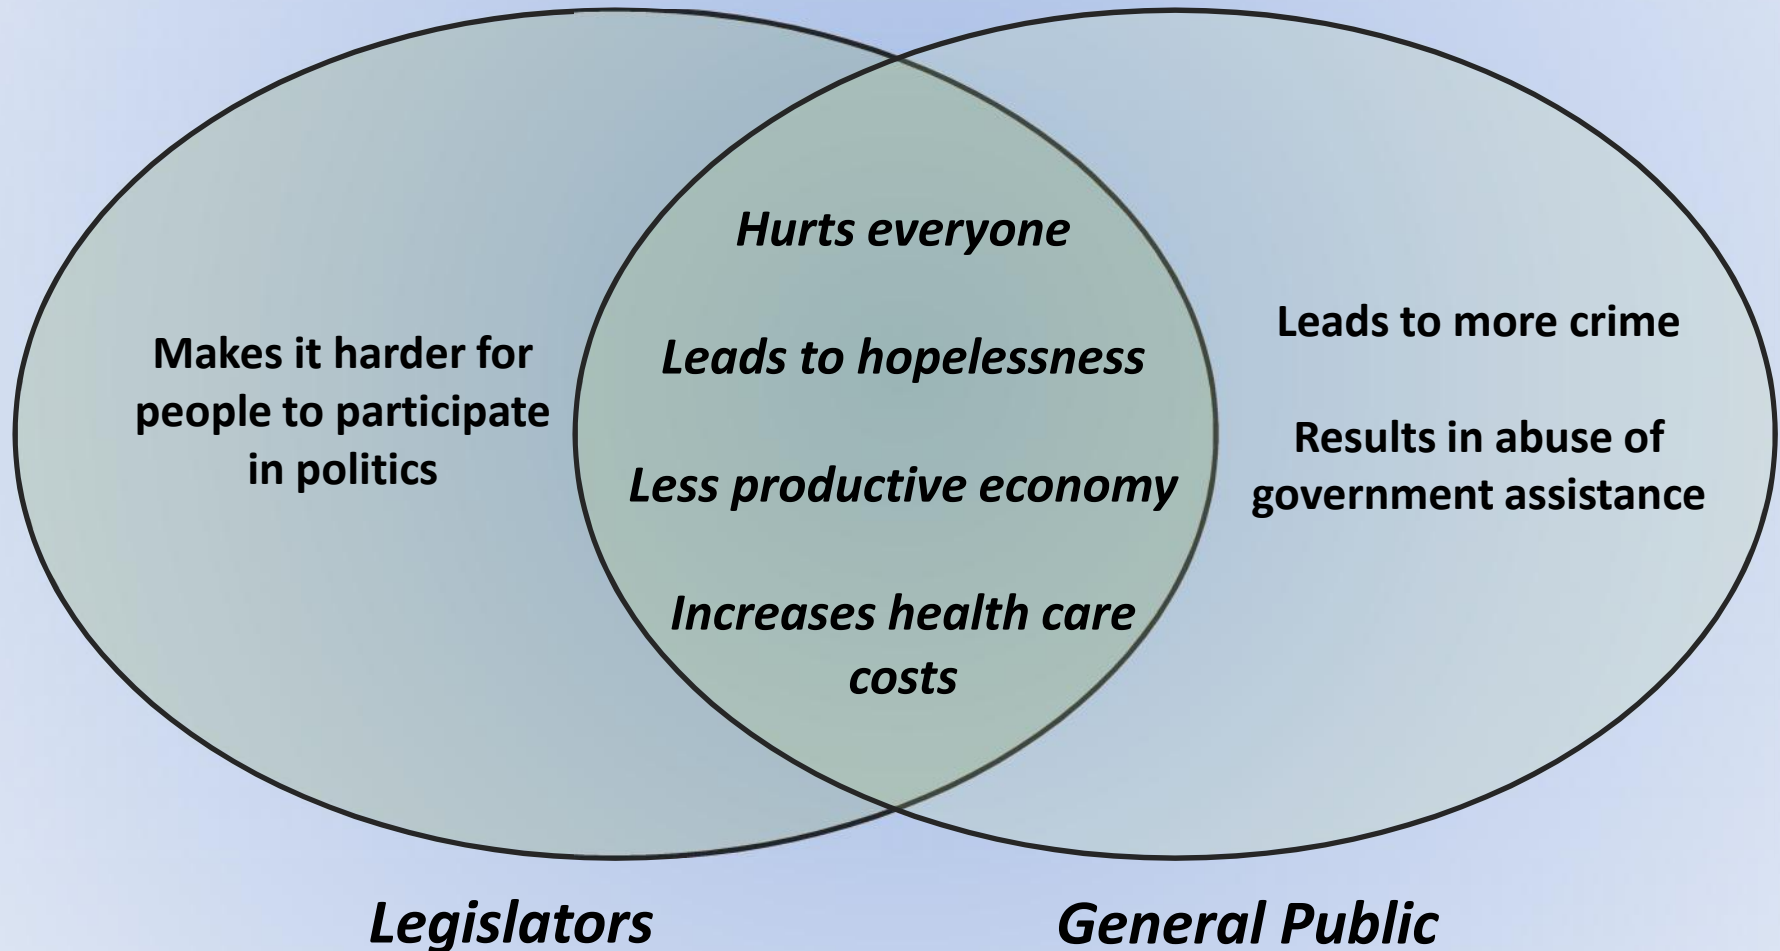 Makes it harder for
people to participate
in politics
Hurts everyone
Leads to hopelessness
Less productive economy
Increases health care
costs
Leads to more crime
Results in abuse of
government assistance
Legislators
General Public